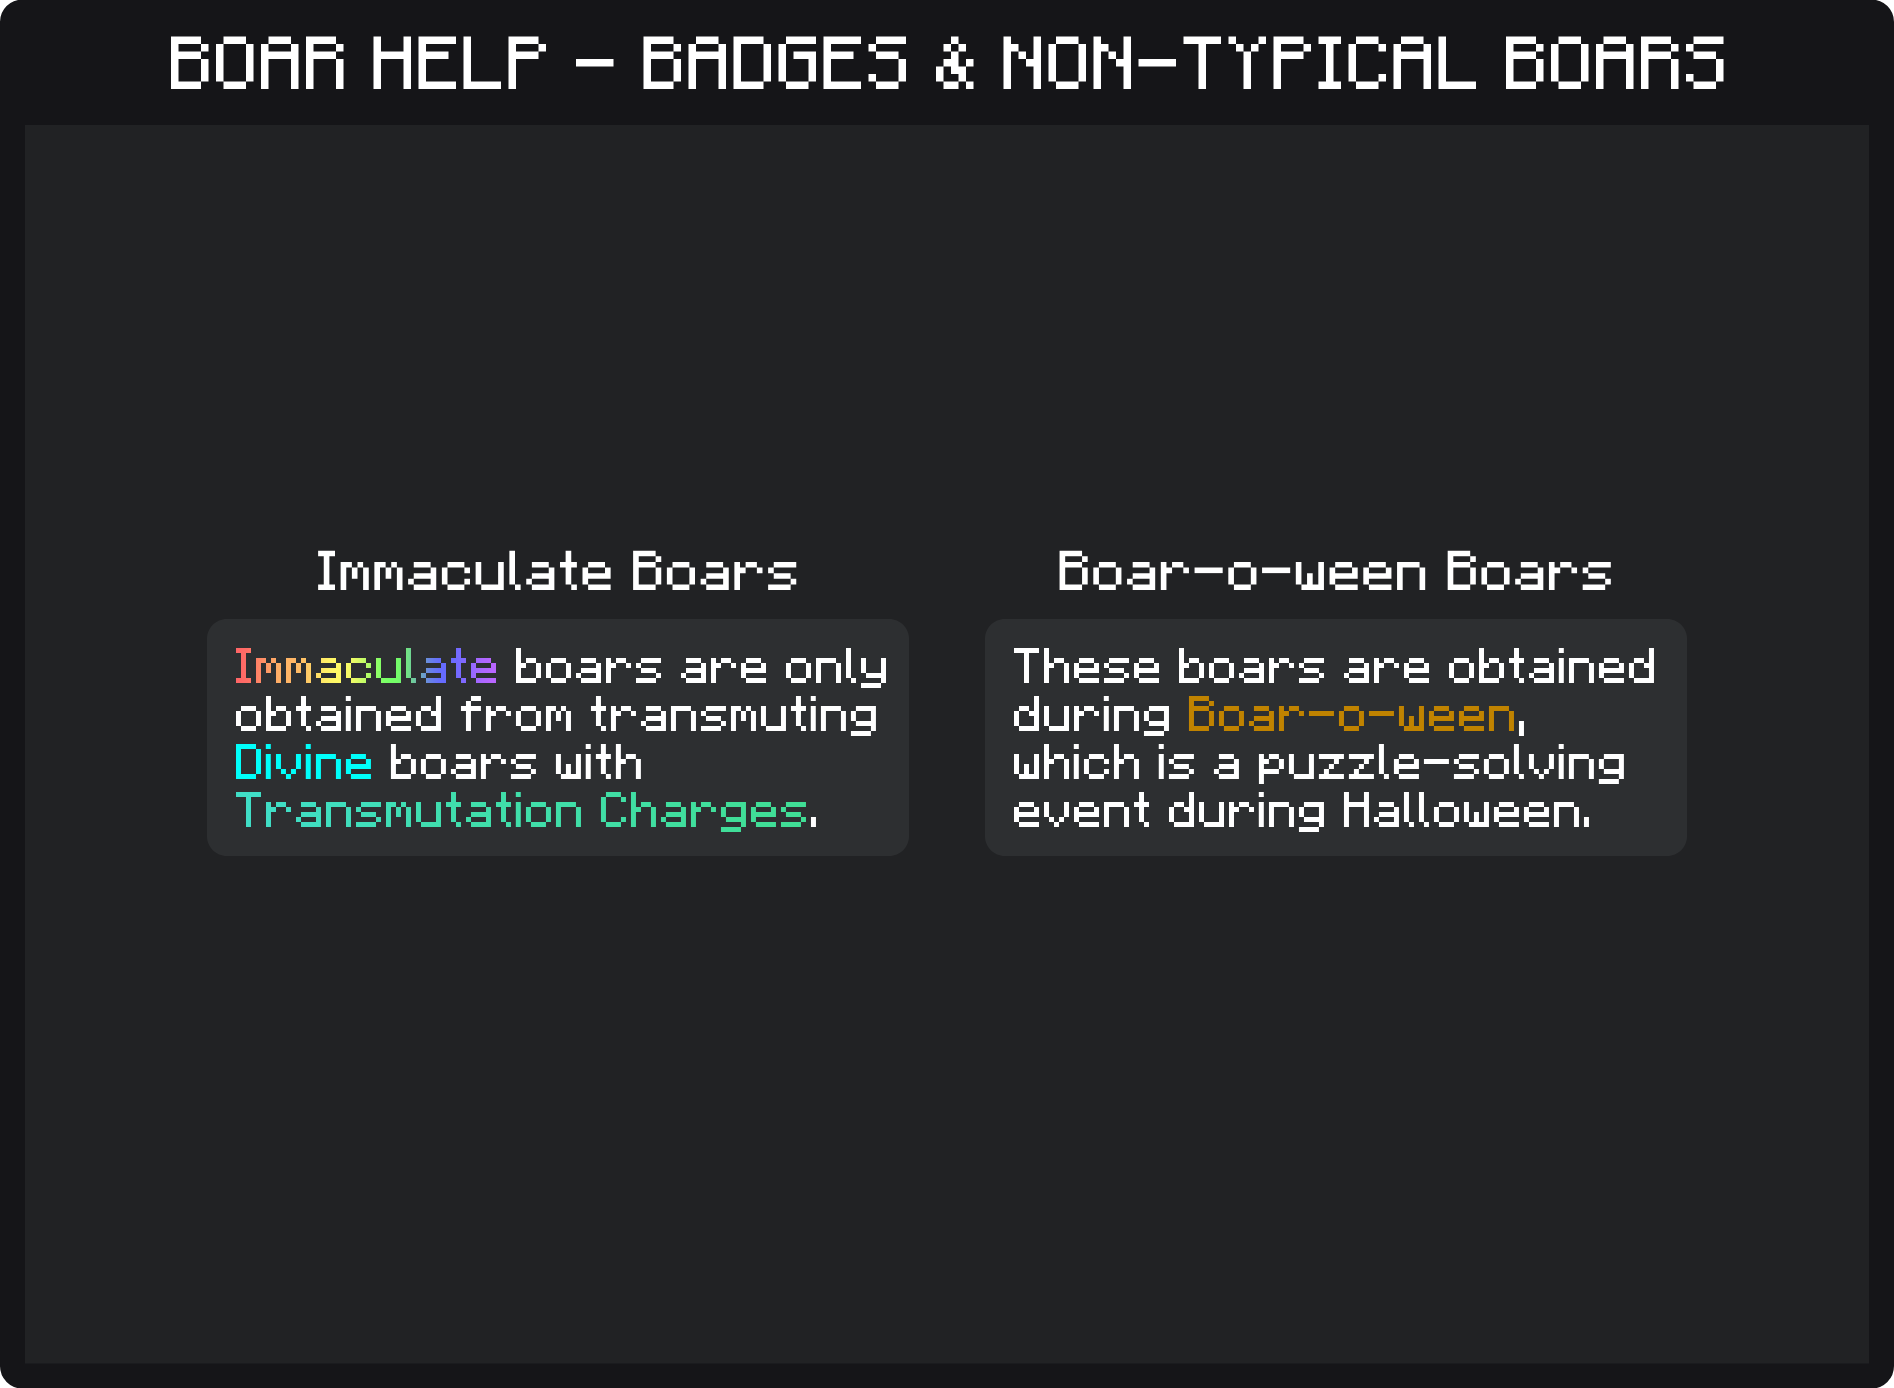 BOAR HELP - BADGES & NON-TYPICAL BOARS
Immaculate Boars
Immaculate boars are only
obtained from transmuting
Divine boars with
Transmutation Charges.
Boar-o-ween Boars
These boars are obtained
during Boar-o-ween,
which is a puzzle-solving
event during Halloween.